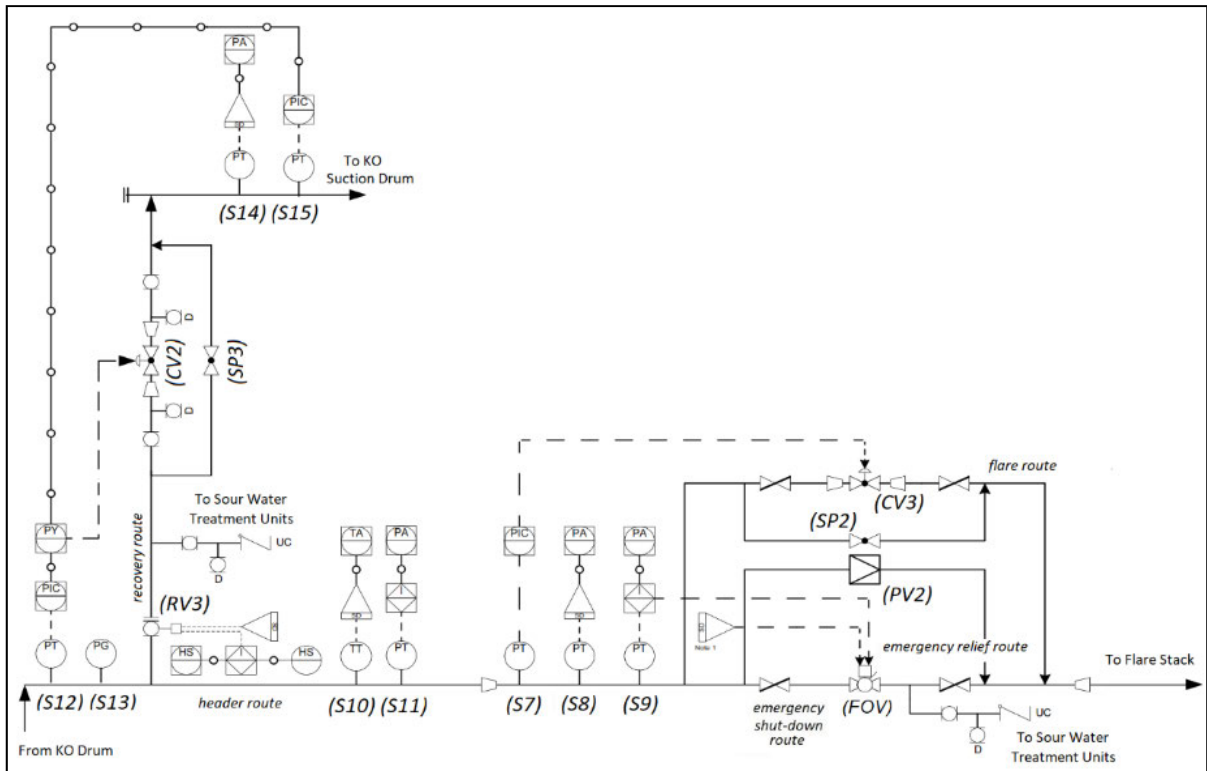 PA
PIC
PT
PT
To KO
Suction Drum
(S14) (S15)
D
(CV2)
(SP3)
D
To Sour Water
Treatment Units
UC
D
recovery route
PY
PIC
PT
PG
(RV3)
HS
HS
TA
PA
SD
TT
PT
PIC
PA
PA
SD
PT
PT
PT
flare route
(CV3)
(SP2)
(PV2)
SD
Note 1
emergency relief route
To Flare Stack
(S12) (S13)
header route
(S10) (S11)
(S7)
(S8)
(S9)
emergency
shut-down
route
(FOV)
UC
D
To Sour Water
Treatment Units
From KO Drum